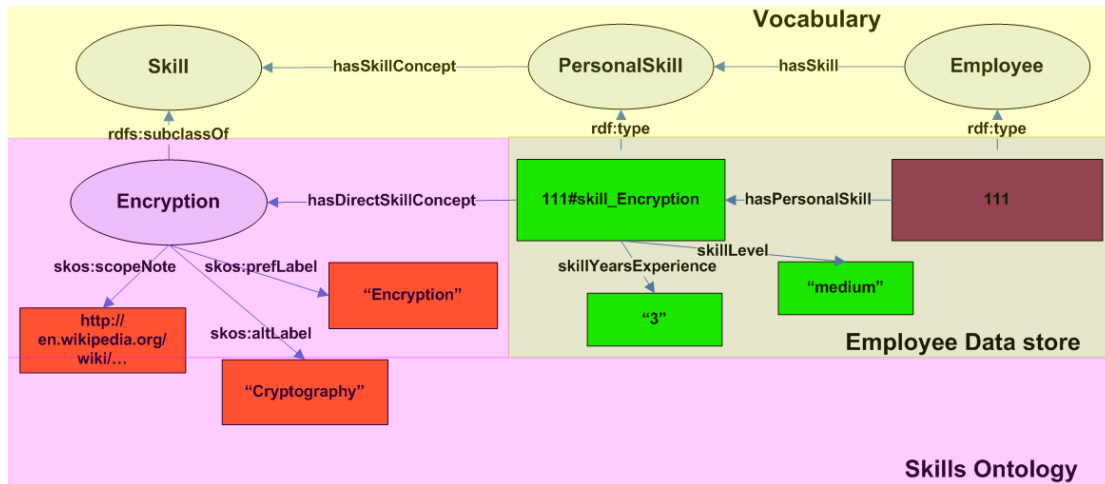 Vocabulary
Skill
hasSkillConcept
PersonalSkill
hasSkill
Employee
rdfs:subclassOf
rdf:type
rdf:type
Encryption
hasDirectSkillConcept
111#skill_Encryption
hasPersonalSkill
111
skos:scopeNote
skos:prefLabel
skillYearsExperience
skillLevel
“Encryption”
“medium”
http://
en.wikipedia.org/
wiki/…
skos:altLabel
“3”
Employee Data store
“Cryptography”
Skills Ontology